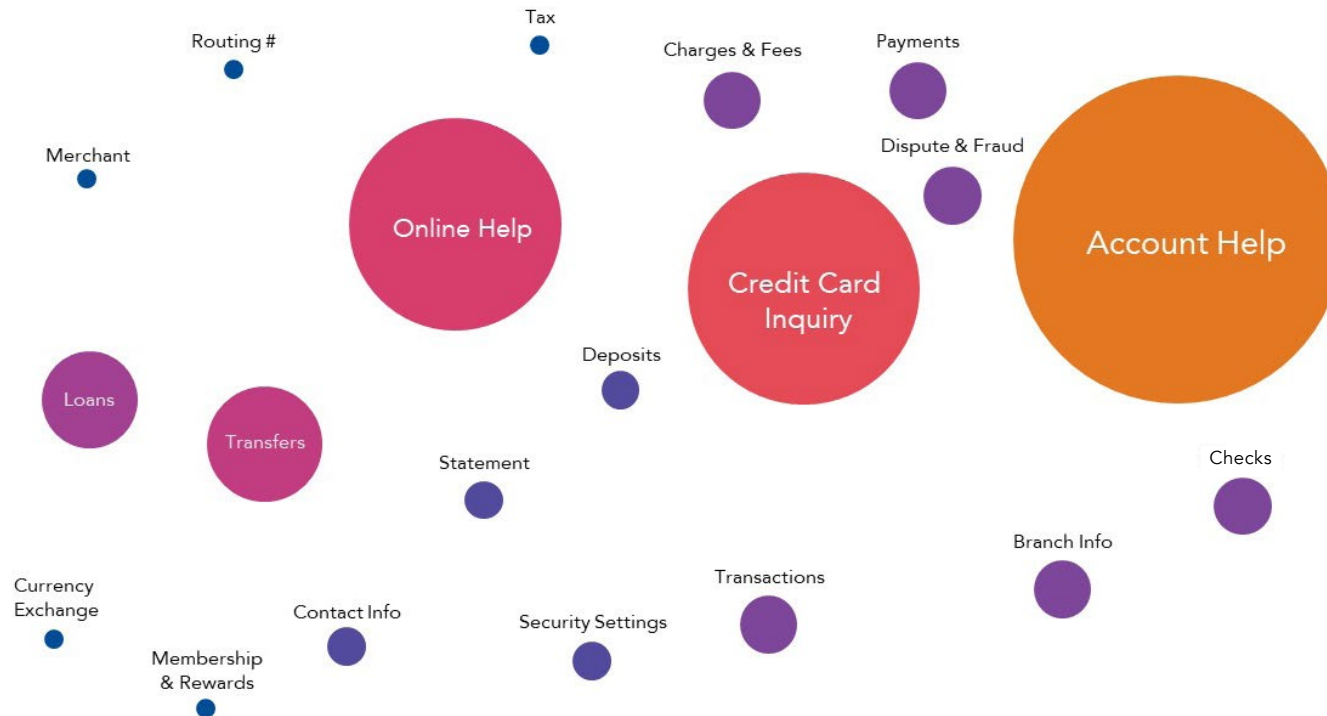 Tax
Routing #
Charges & Fees
Payments
Merchant
Dispute & Fraud
Online Help
Account Help
Credit Card
Inquiry
Deposits
Loans
Transfers
Statement
Checks
Branch Info
Currency
Exchange
Contact Info
Security Settings
Transactions
Membership
& Rewards